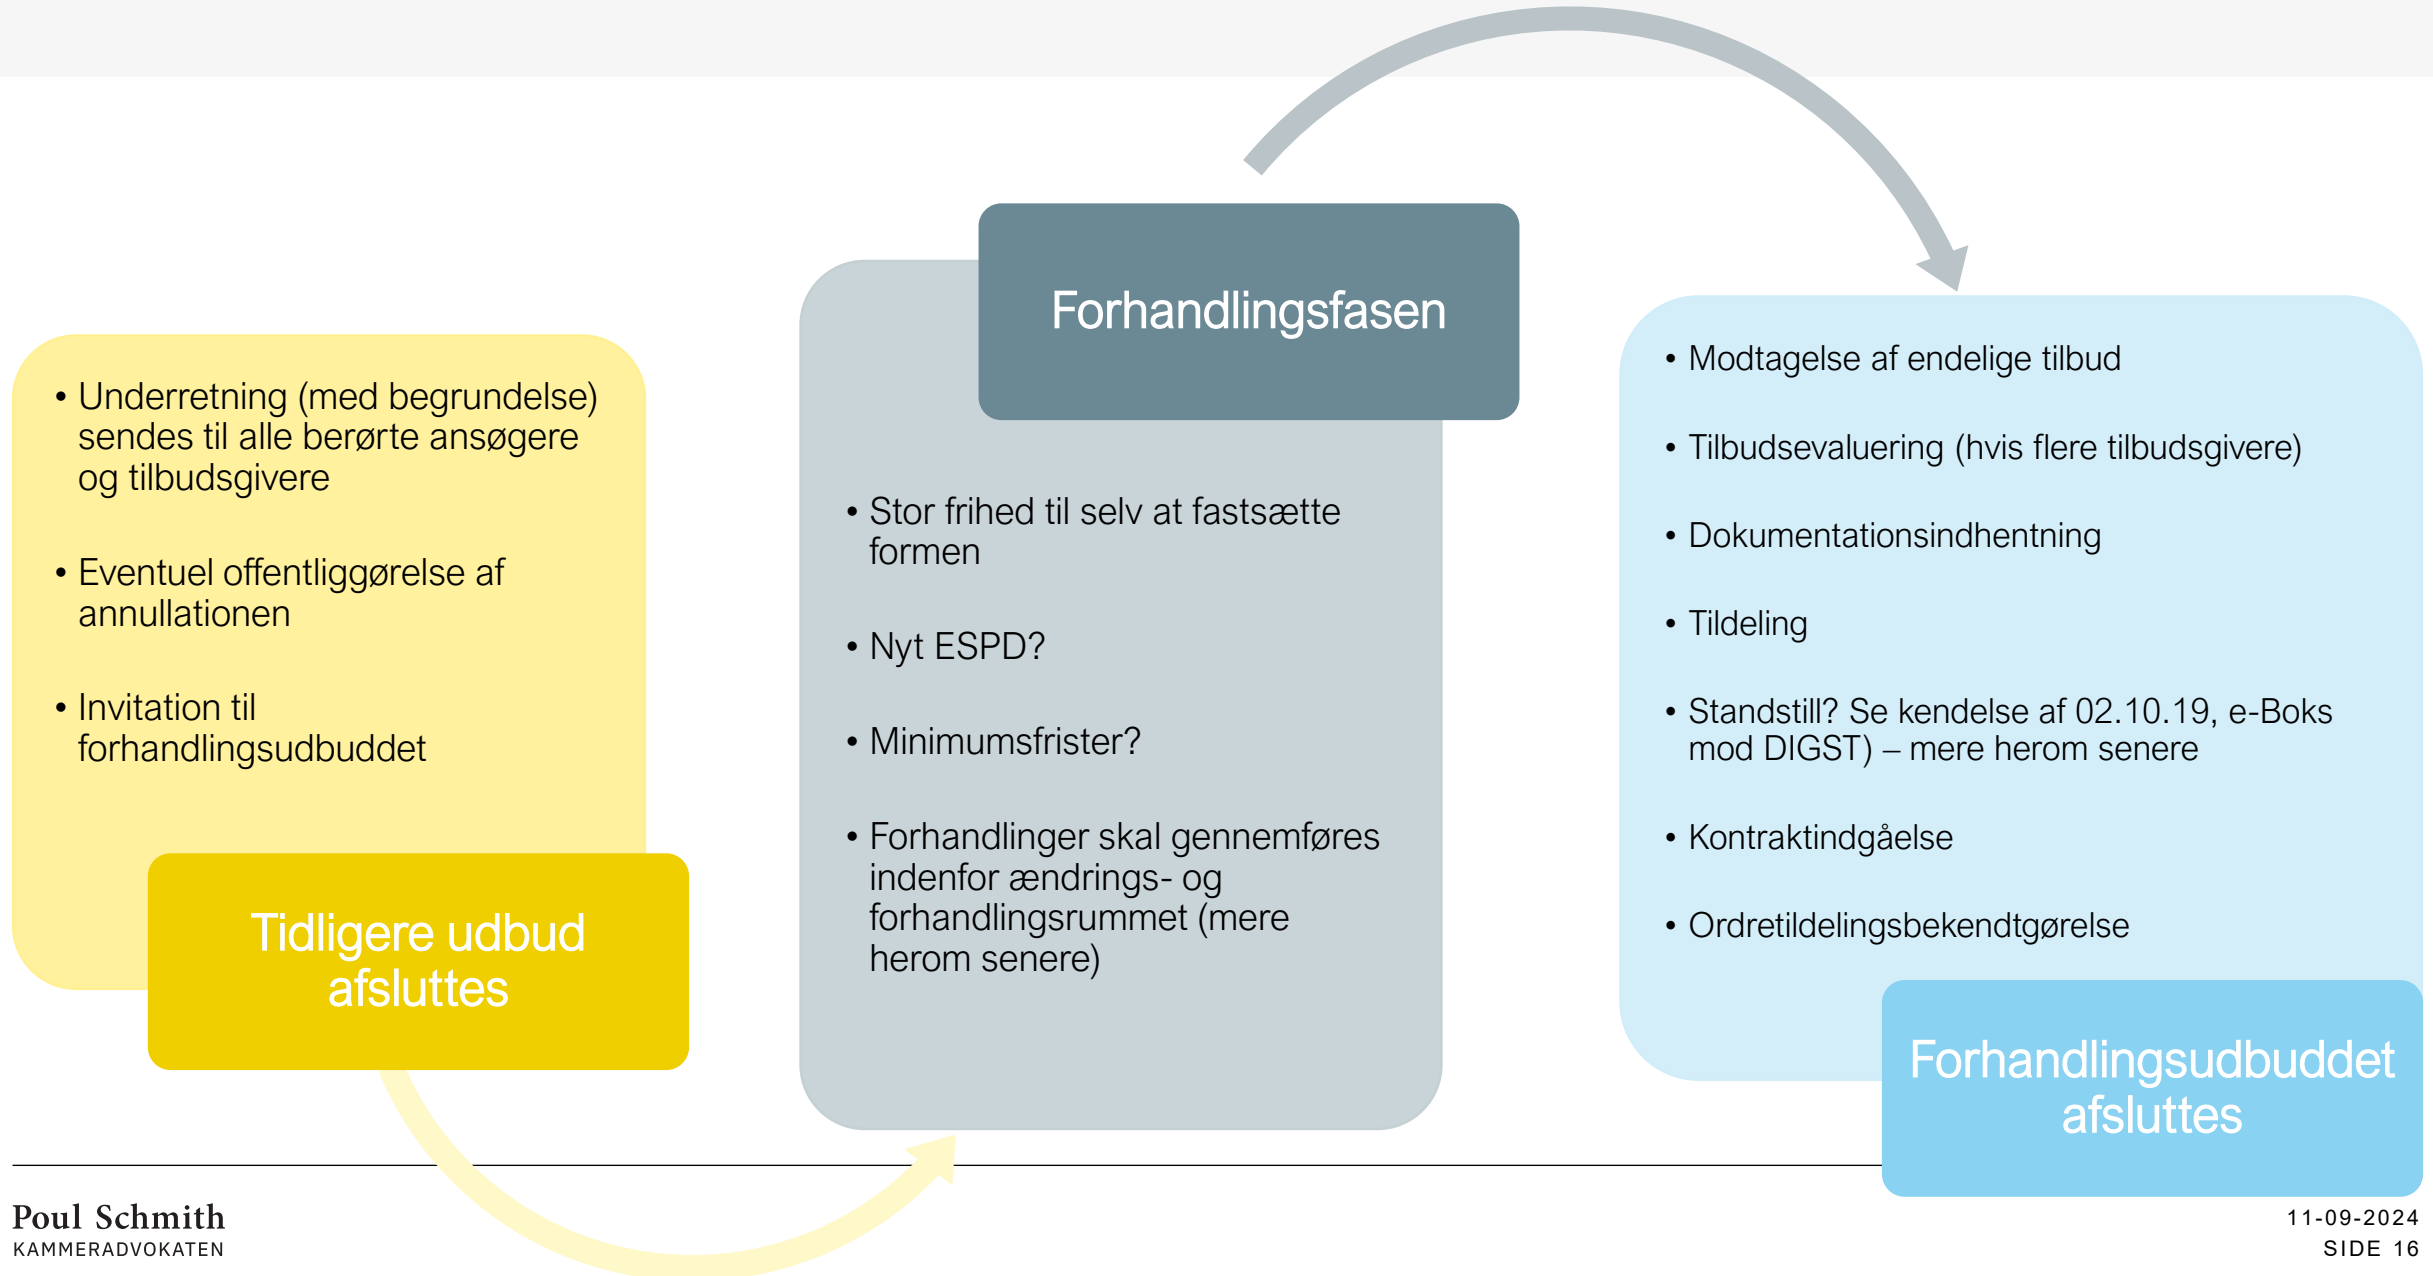 • Underretning (med begrundelse)
sendes til alle berørte ansøgere
og tilbudsgivere
• Eventuel offentliggørelse af
annullationen
• Invitation til
forhandlingsudbuddet
Tidligere udbud
afsluttes
Forhandlingsfasen
• Stor frihed til selv at fastsætte
formen
• Nyt ESPD?
• Minimumsfrister?
• Forhandlinger skal gennemføres
indenfor ændrings- og
forhandlingsrummet (mere
herom senere)
• Modtagelse af endelige tilbud
• Tilbudsevaluering (hvis flere tilbudsgivere)
• Dokumentationsindhentning
• Tildeling
• Standstill? Se kendelse af 02.10.19, e-Boks
mod DIGST) – mere herom senere
• Kontraktindgåelse
• Ordretildelingsbekendtgørelse
Forhandlingsudbuddet
afsluttes
Poul Schmith
KAMMERADVOKATEN
11-09-2024
SIDE 16